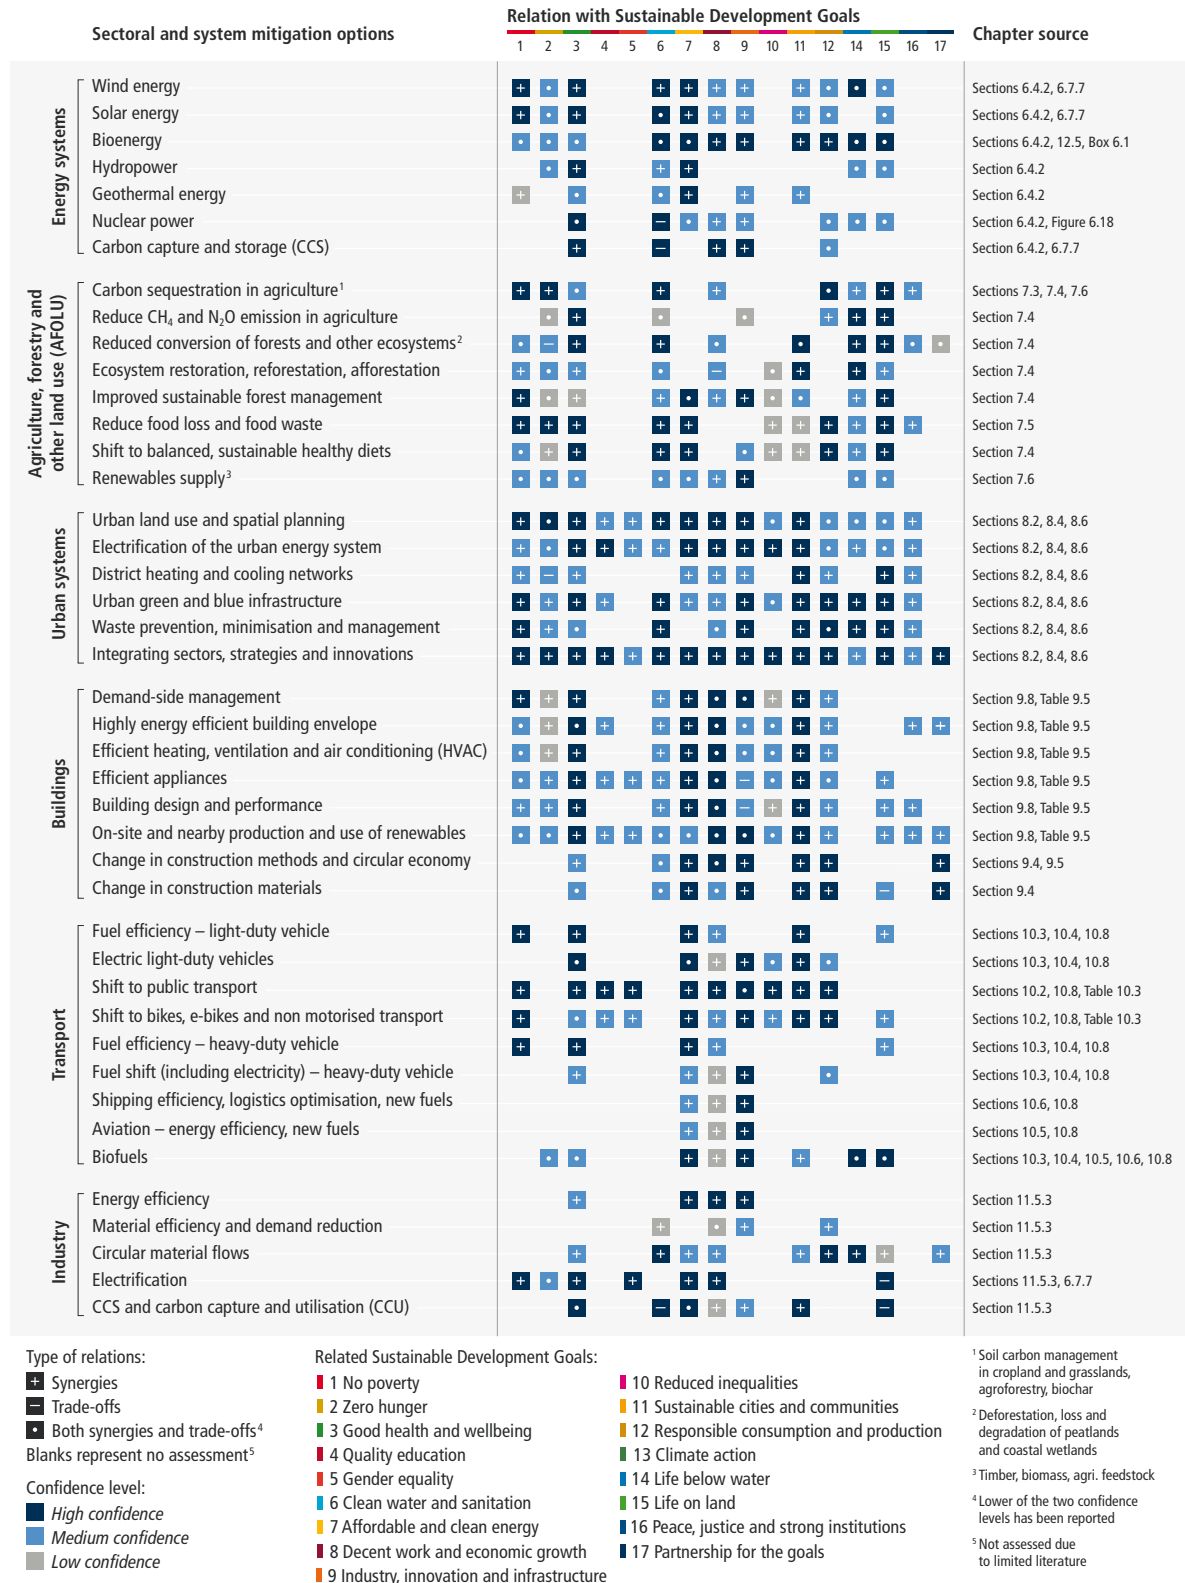 Relation with Sustainable Development Goals
Sectoral and system mitigation options
Chapter source
1 2 3 4 5 6 7 8 9 10 11 12 14 15 16 17
Energy systems
Wind energy + • + + + + + + • • • Sections 6.4.2, 6.7.7
Solar energy + • + • + + + + • • Sections 6.4.2, 6.7.7
Bioenergy • • • • • + + + + • • Sections 6.4.2, 12.5, Box 6.1
Hydropower • + + + • • Section 6.4.2
Geothermal energy + • • + + + Section 6.4.2
Nuclear power • – • + + • • • Section 6.4.2, Figure 6.18
Carbon capture and storage (CCS) + – + + • Section 6.4.2, 6.7.7
Agriculture, forestry and
other land use (AFOLU)
Carbon sequestration in agriculture¹ + + • + + • + + + Sections 7.3, 7.4, 7.6
Reduce CH₄ and N₂O emission in agriculture • + • • + + + Section 7.4
Reduced conversion of forests and other ecosystems² • – + + • • + + • • Section 7.4
Ecosystem restoration, reforestation, afforestation + • + • – • + + + Section 7.4
Improved sustainable forest management + • + + • + + • • + + Section 7.4
Reduce food loss and food waste + + + + + + + + + + + Section 7.5
Shift to balanced, sustainable healthy diets • + + + + • + + + + + Section 7.4
Renewables supply³ • • • • • + + • • Section 7.6
Urban systems
Urban land use and spatial planning + • + + + + + + + • + • • • + Sections 8.2, 8.4, 8.6
Electrification of the urban energy system + • + + + + + + + + + • + • + Sections 8.2, 8.4, 8.6
District heating and cooling networks + – + + + + + + + + Sections 8.2, 8.4, 8.6
Urban green and blue infrastructure + + + + + + + + • + + + + + Sections 8.2, 8.4, 8.6
Waste prevention, minimisation and management + + • + • + + • + + + Sections 8.2, 8.4, 8.6
Integrating sectors, strategies and innovations + + + + + + + + + + + + + + + + Sections 8.2, 8.4, 8.6
Buildings
Demand-side management + + + + + • • + + + Section 9.8, Table 9.5
Highly energy efficient building envelope • + • + + + • • • + + + + Section 9.8, Table 9.5
Efficient heating, ventilation and air conditioning (HVAC) • + + + + • • • + + Section 9.8, Table 9.5
Efficient appliances • + + + + + + • – • + • + Section 9.8, Table 9.5
Building design and performance + + + + + • – + + + + + Section 9.8, Table 9.5
On-site and nearby production and use of renewables • • + + + • • • • • + + + + + Section 9.8, Table 9.5
Change in construction methods and circular economy + • + • + + + + Sections 9.4, 9.5
Change in construction materials • • + • + + + – + Section 9.4
Transport
Fuel efficiency – light-duty vehicle + + + + + + Sections 10.3, 10.4, 10.8
Electric light-duty vehicles • • + + • + • Sections 10.3, 10.4, 10.8
Shift to public transport + + + + + + • + + + Sections 10.2, 10.8, Table 10.3
Shift to bikes, e-bikes and non motorised transport + • + + + + + + + + + Sections 10.2, 10.8, Table 10.3
Fuel efficiency – heavy-duty vehicle + + + + + Sections 10.3, 10.4, 10.8
Fuel shift (including electricity) – heavy-duty vehicle + + + + • Sections 10.3, 10.4, 10.8
Shipping efficiency, logistics optimisation, new fuels + + + Sections 10.6, 10.8
Aviation – energy efficiency, new fuels + + + Sections 10.5, 10.8
Biofuels • • + + + + • • Sections 10.3, 10.4, 10.5, 10.6, 10.8
Industry
Energy efficiency + + + + Section 11.5.3
Material efficiency and demand reduction + • + + Section 11.5.3
Circular material flows + + + + + + + + + Section 11.5.3
Electrification + • + + + + – Sections 11.5.3, 6.7.7
CCS and carbon capture and utilisation (CCU) • – • + + + – Section 11.5.3
Type of relations:
+ Synergies
– Trade-offs
• Both synergies and trade-offs⁴
Blanks represent no assessment⁵
Confidence level:
High confidence
Medium confidence
Low confidence
Related Sustainable Development Goals:
1 No poverty
2 Zero hunger
3 Good health and wellbeing
4 Quality education
5 Gender equality
6 Clean water and sanitation
7 Affordable and clean energy
8 Decent work and economic growth
9 Industry, innovation and infrastructure
10 Reduced inequalities
11 Sustainable cities and communities
12 Responsible consumption and production
13 Climate action
14 Life below water
15 Life on land
16 Peace, justice and strong institutions
17 Partnership for the goals
¹ Soil carbon management
in cropland and grasslands,
agroforestry, biochar
² Deforestation, loss and
degradation of peatlands
and coastal wetlands
³ Timber, biomass, agri. feedstock
⁴ Lower of the two confidence
levels has been reported
⁵ Not assessed due
to limited literature